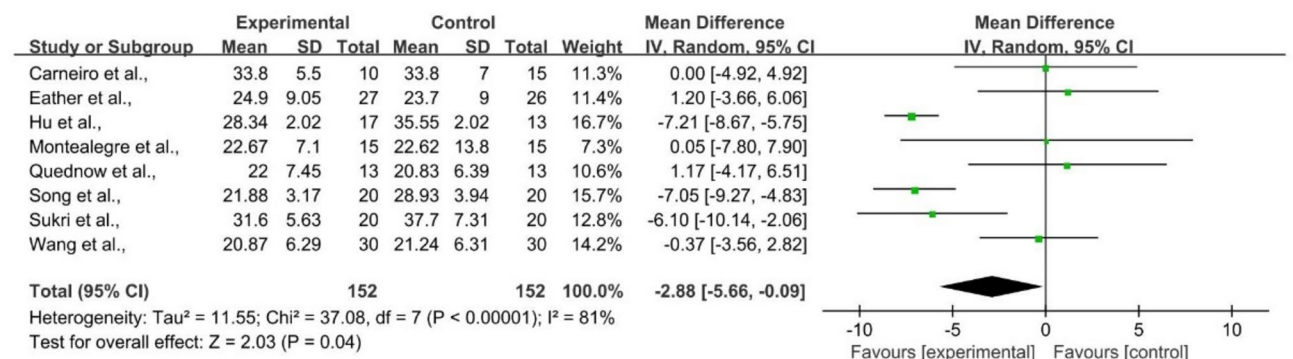 Experimental Control Mean Difference Mean Difference
Study or Subgroup Mean SD Total Mean SD Total Weight IV, Random, 95% CI IV, Random, 95% CI
Carneiro et al., 33.8 5.5 10 33.8 7 15 11.3% 0.00 [-4.92, 4.92]
Eather et al., 24.9 9.05 27 23.7 9 26 11.4% 1.20 [-3.66, 6.06]
Hu et al., 28.34 2.02 17 35.55 2.02 13 16.7% -7.21 [-8.67, -5.75]
Montealegre et al., 22.67 7.1 15 22.62 13.8 15 7.3% 0.05 [-7.80, 7.90]
Quednow et al., 22 7.45 13 20.83 6.39 13 10.6% 1.17 [-4.17, 6.51]
Song et al., 21.88 3.17 20 28.93 3.94 20 15.7% -7.05 [-9.27, -4.83]
Sukri et al., 31.6 5.63 20 37.7 7.31 20 12.8% -6.10 [-10.14, -2.06]
Wang et al., 20.87 6.29 30 21.24 6.31 30 14.2% -0.37 [-3.56, 2.82]
Total (95% CI) 152 152 100.0% -2.88 [-5.66, -0.09]
Heterogeneity: Tau² = 11.55; Chi² = 37.08, df = 7 (P < 0.00001); I² = 81%
Test for overall effect: Z = 2.03 (P = 0.04)
-10 -5 0 5 10
Favours [experimental] Favours [control]